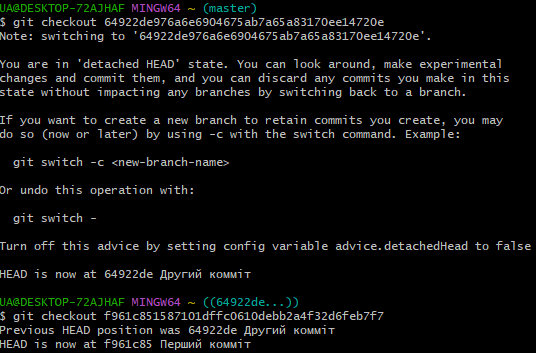 UA@DESKTOP-72AJHAF MINGW64 ~ (master)
$ git checkout 64922de976a6e6904675ab7a65a83170ee14720e
Note: switching to '64922de976a6e6904675ab7a65a83170ee14720e'.
You are in 'detached HEAD' state. You can look around, make experimental
changes and commit them, and you can discard any commits you make in this
state without impacting any branches by switching back to a branch.
If you want to create a new branch to retain commits you create, you may
do so (now or later) by using -c with the switch command. Example:
git switch -c <new-branch-name>
Or undo this operation with:
git switch -
Turn off this advice by setting config variable advice.detachedHead to false
HEAD is now at 64922de Другий комміт
UA@DESKTOP-72AJHAF MINGW64 ~ ((64922de...))
$ git checkout f961c851587101dffc0610debb2a4f32d6feb7f7
Previous HEAD position was 64922de Другий комміт
HEAD is now at f961c85 Перший комміт